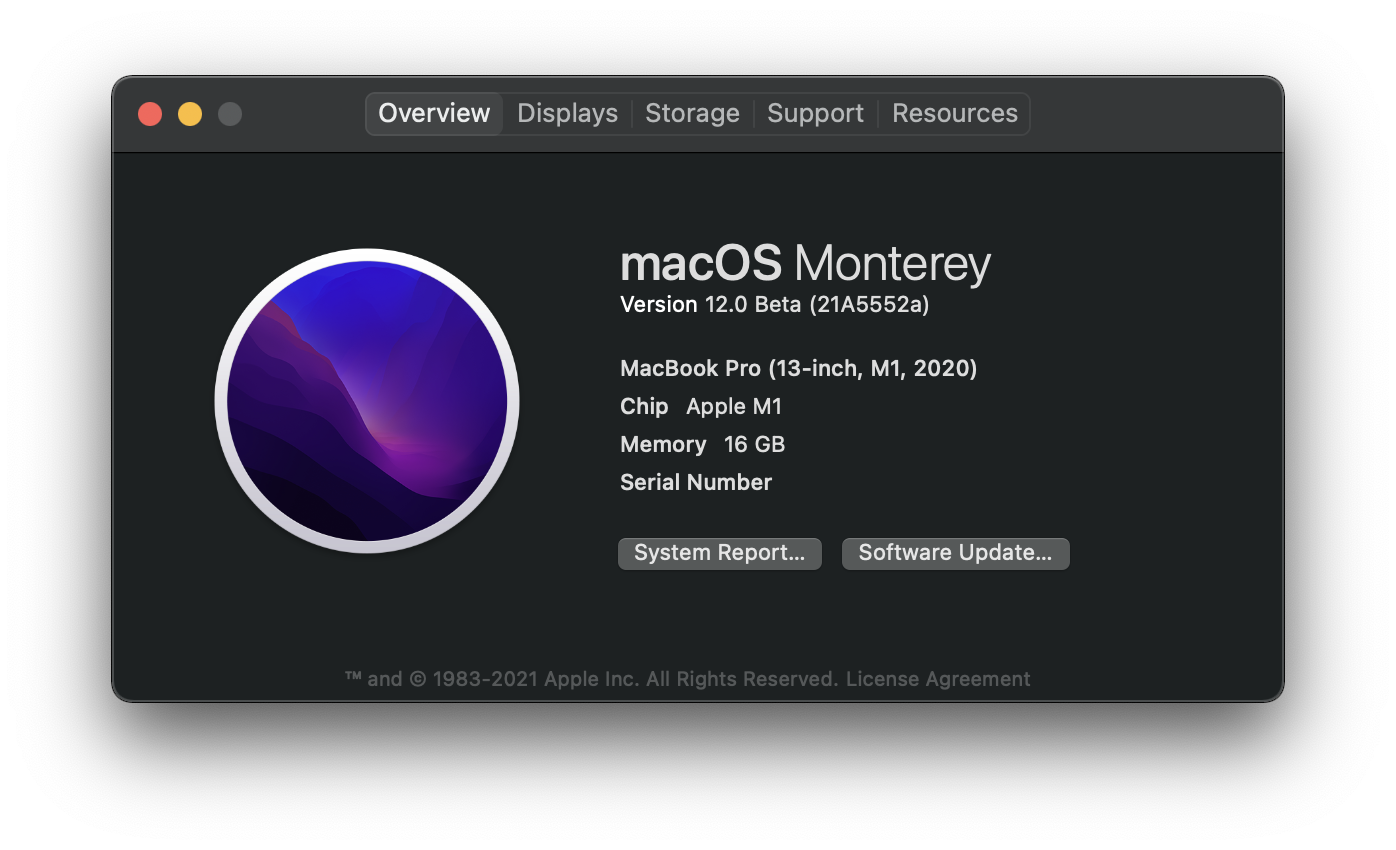 Overview Displays Storage Support Resources
macOS Monterey
Version 12.0 Beta (21A5552a)
MacBook Pro (13-inch, M1, 2020)
Chip Apple M1
Memory 16 GB
Serial Number
System Report... Software Update...
™ and © 1983-2021 Apple Inc. All Rights Reserved. License Agreement